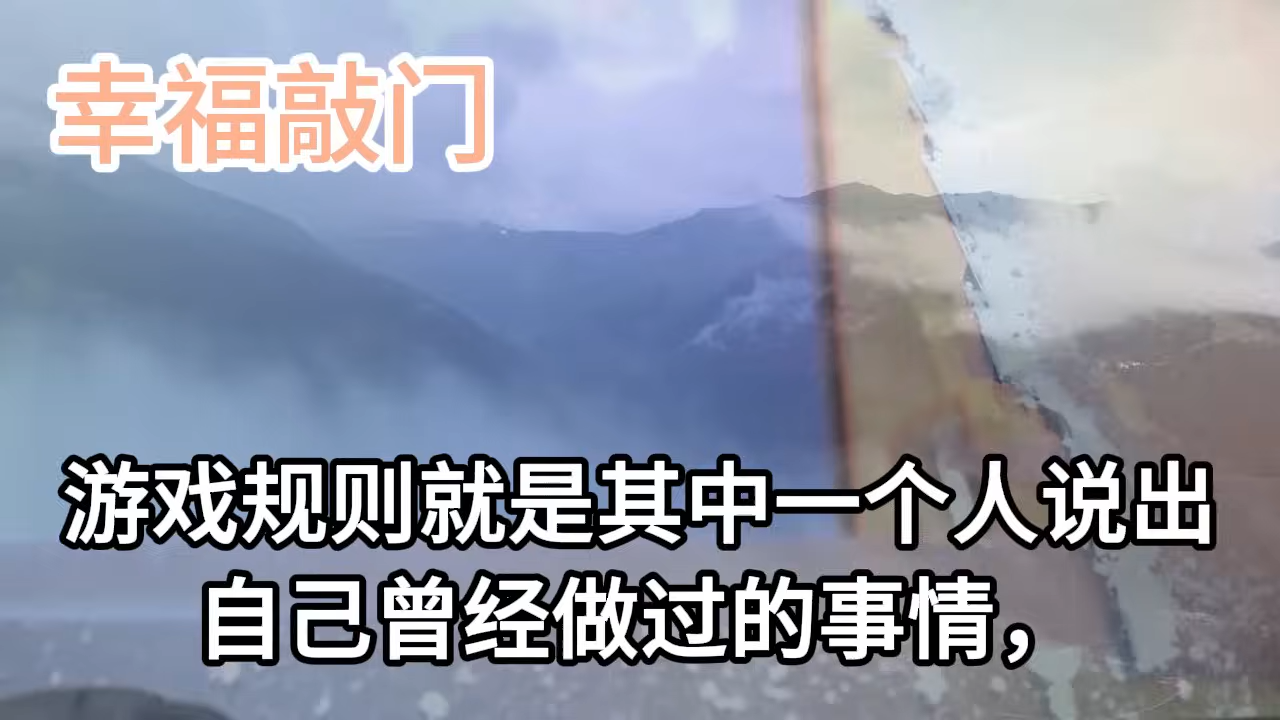 幸福敲门
游戏规则就是其中一个人说出
自己曾经做过的事情，